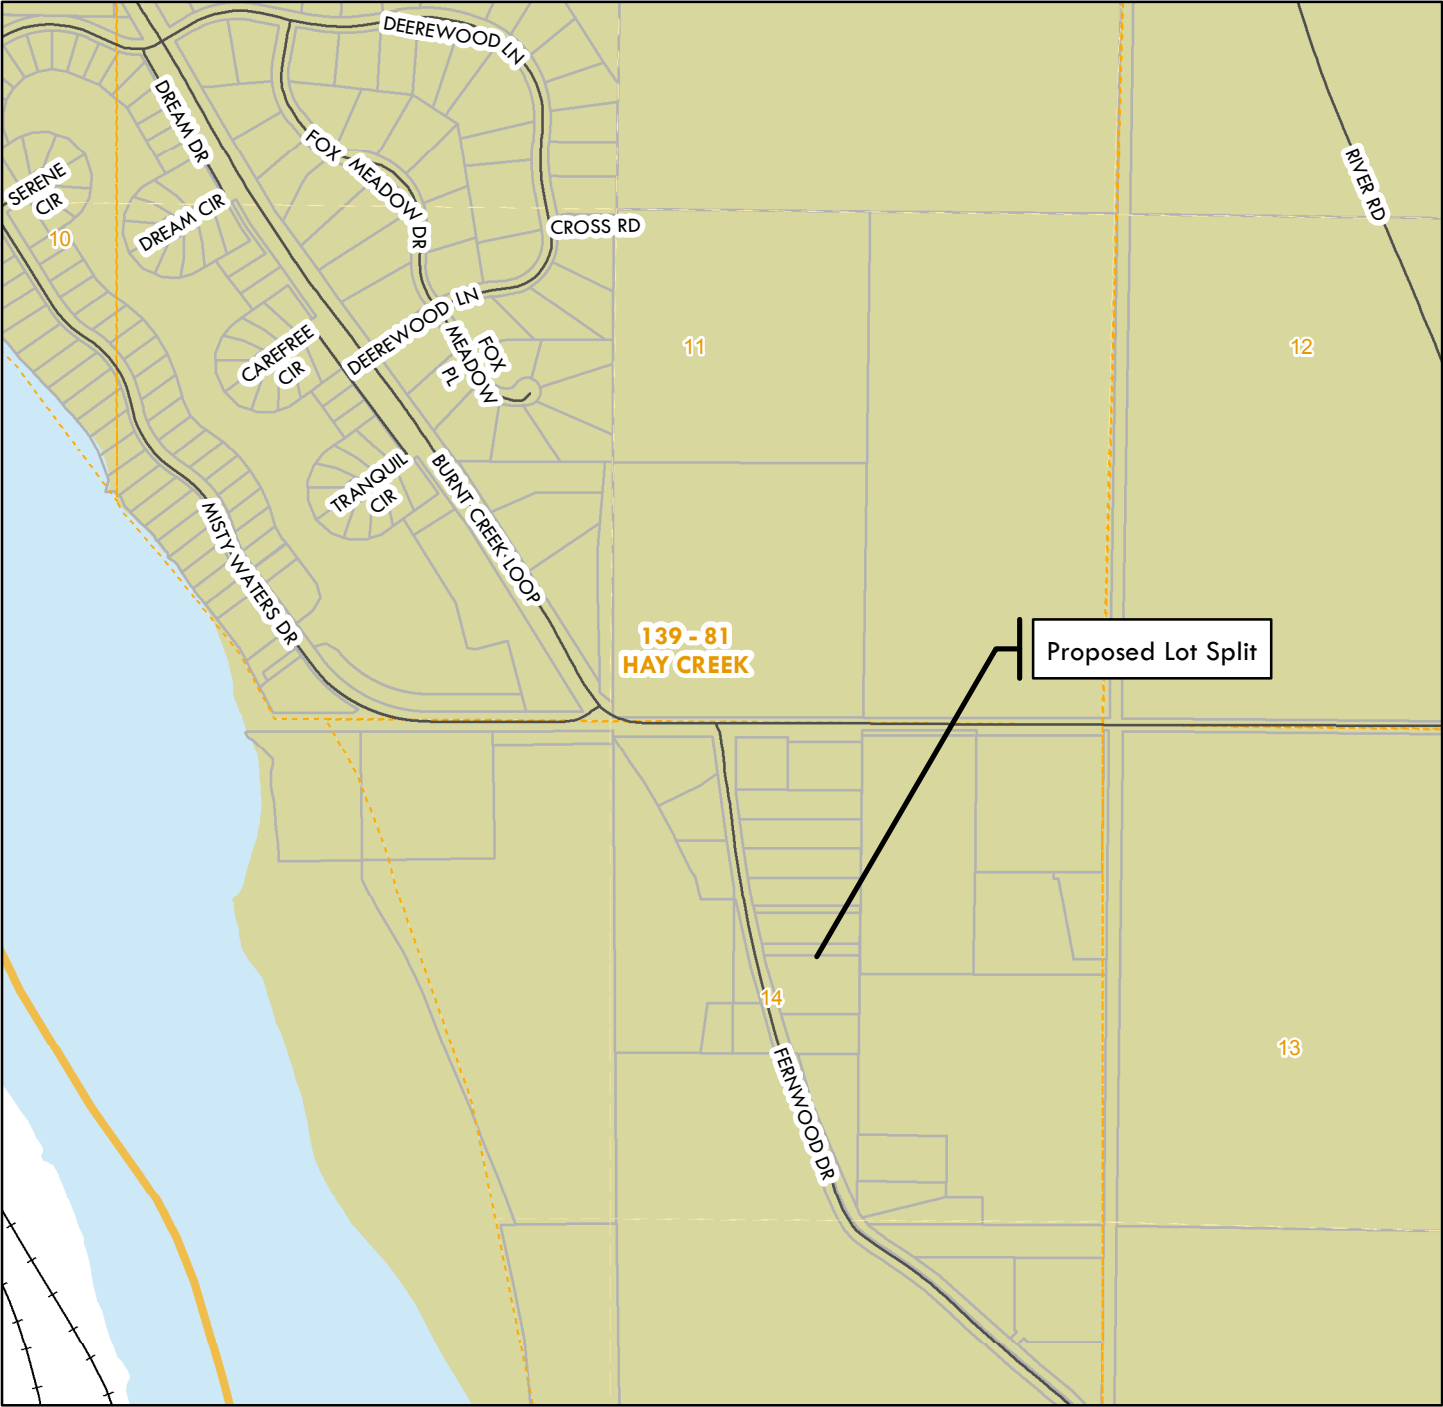 DEEREWOOD LN
DREAM DR
FOX MEADOW DR
RIVER RD
SERENE
CIR
DREAM CIR
CROSS RD
10
DEEREWOOD LN
CAREFREE
CIR
FOX
MEADOW
PL
11
12
TRANQUIL
CIR
BURNT CREEK LOOP
MISTY WATERS DR
139 - 81
HAY CREEK
Proposed Lot Split
14
13
FERNWOOD DR